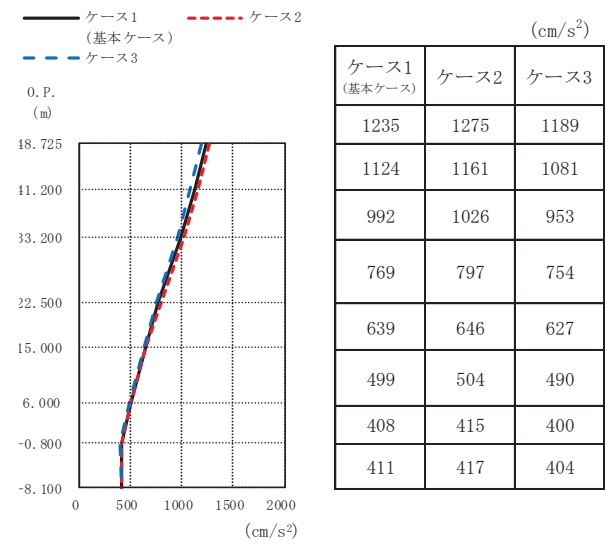 ケース1
(基本ケース)
ケース2
ケース3
O.P.
(m)
48.725
41.200
33.200
22.500
15.000
6.000
-0.800
-8.100
0 500 1000 1500 2000
(cm/s²)
(cm/s²)
ケース1 ケース2 ケース3
(基本ケース)
1235 1275 1189
1124 1161 1081
992 1026 953
769 797 754
639 646 627
499 504 490
408 415 400
411 417 404